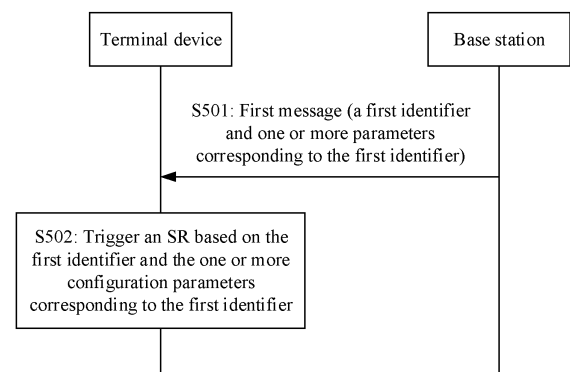 Terminal device
Base station
S501: First message (a first identifier
and one or more parameters
corresponding to the first identifier)
S502: Trigger an SR based on the
first identifier and the one or more
configuration parameters
corresponding to the first identifier